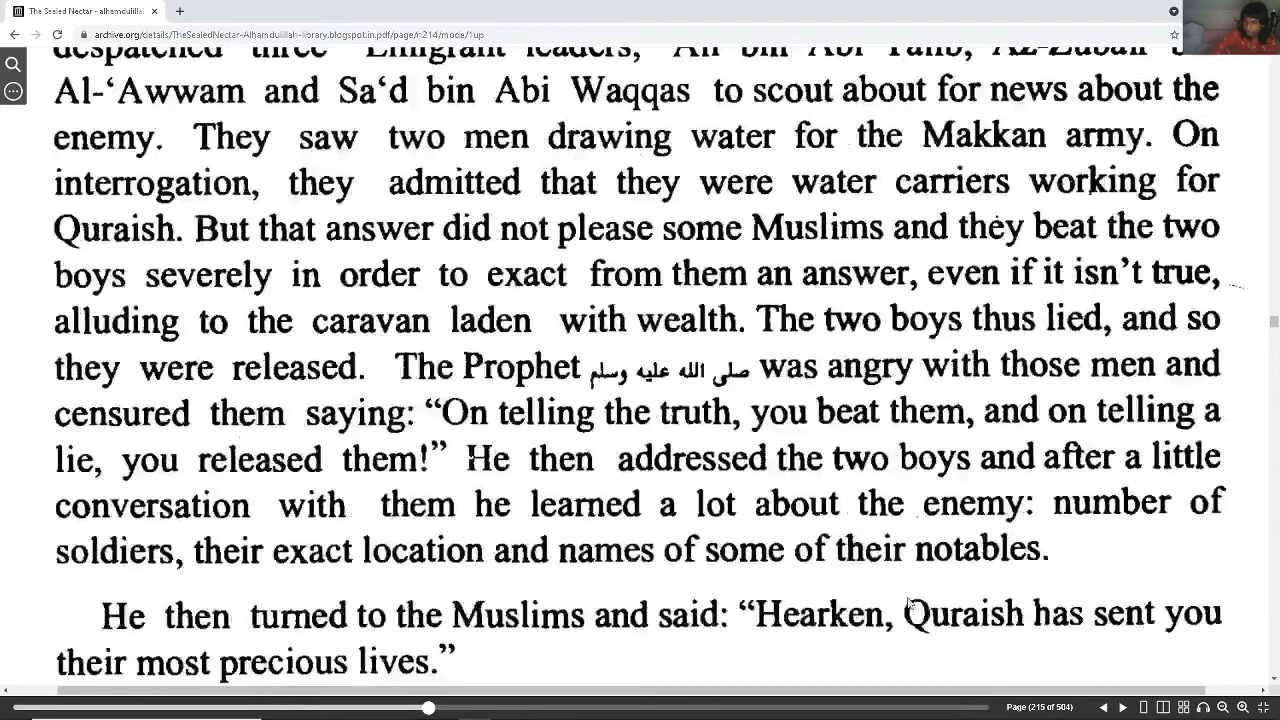 The Sealed Nectar - alhamdulillal
archive.org/details/TheSealedNectar-Alhamdulillah-library.blogspot.in.pdf/page/n214/mode/1up
despatched three Emigrant leaders,
Al-‘Awwam and Sa‘d bin Abi Waqqas to scout about for news about the
enemy. They saw two men drawing water for the Makkan army. On
interrogation, they admitted that they were water carriers working for
Quraish. But that answer did not please some Muslims and they beat the two
boys severely in order to exact from them an answer, even if it isn’t true,
alluding to the caravan laden with wealth. The two boys thus lied, and so
they were released. The Prophet صلى الله عليه وسلم was angry with those men and
censured them saying: “On telling the truth, you beat them, and on telling a
lie, you released them!” He then addressed the two boys and after a little
conversation with them he learned a lot about the enemy: number of
soldiers, their exact location and names of some of their notables.
He then turned to the Muslims and said: “Hearken, Quraish has sent you
their most precious lives.”
Page (215 of 504)